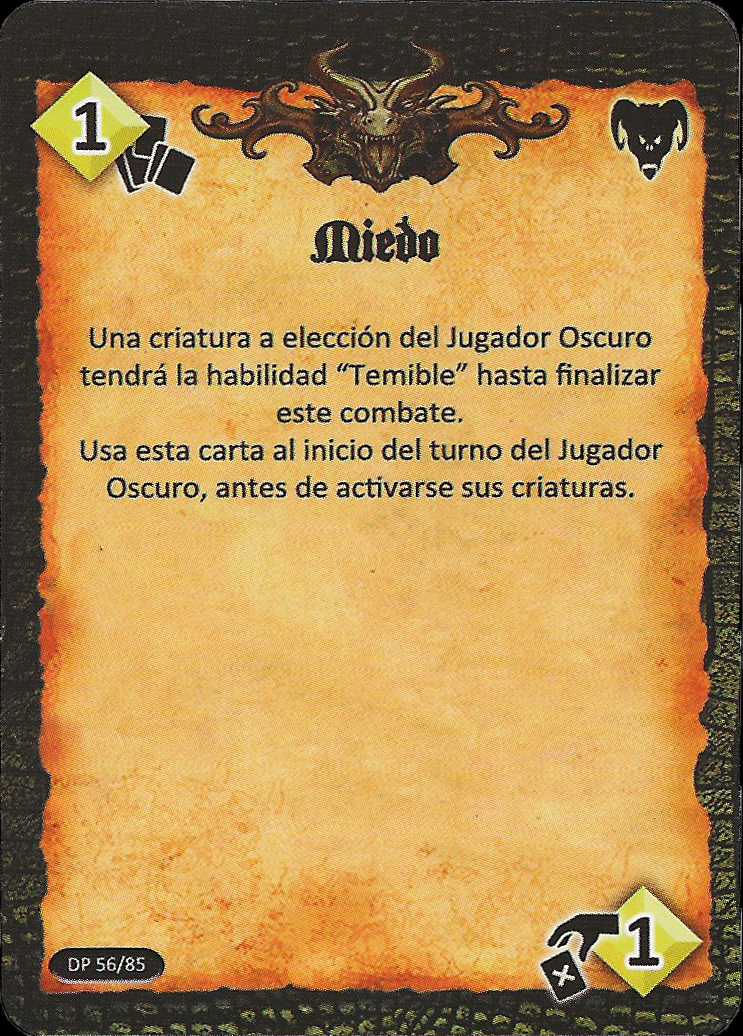 1
Miedo
Una criatura a elección del Jugador Oscuro
tendrá la habilidad “Temible” hasta finalizar
este combate.
Usa esta carta al inicio del turno del Jugador
Oscuro, antes de activarse sus criaturas.
DP 56/85
1